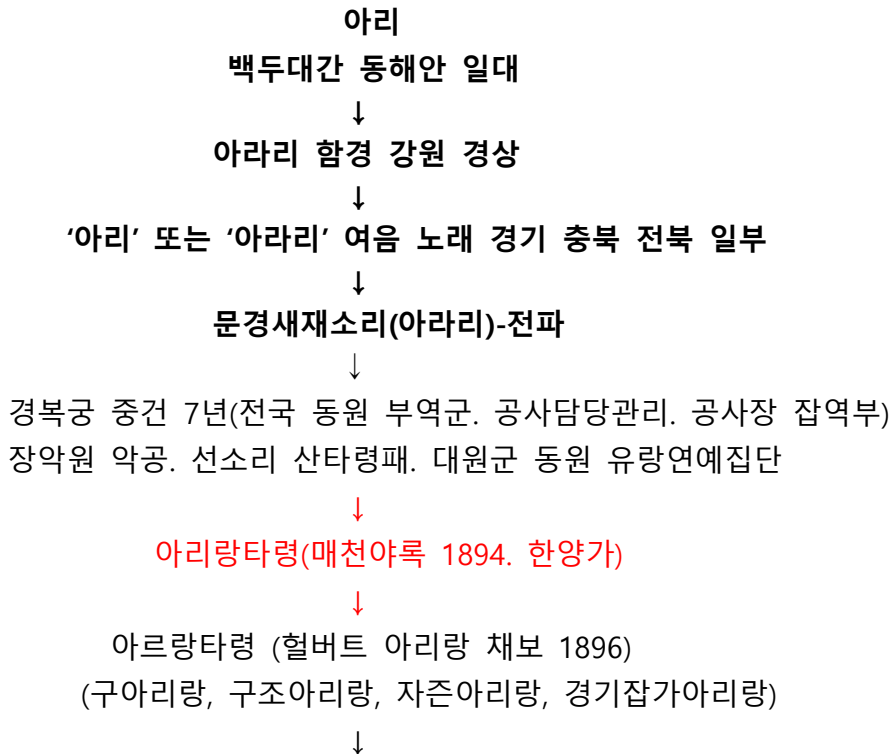 아리
백두대간 동해안 일대
↓
아라리 함경 강원 경상
↓
‘아리’ 또는 ‘아라리’ 여음 노래 경기 충북 전북 일부
↓
문경새재소리(아라리)-전파
↓
경복궁 중건 7년(전국 동원 부역군. 공사담당관리. 공사장 잡역부)
장악원 악공. 선소리 산타령패. 대원군 동원 유랑연예집단
↓
아리랑타령(매천야록 1894. 한양가)
↓
아르랑타령 (헐버트 아리랑 채보 1896)
(구아리랑, 구조아리랑, 자즌아리랑, 경기잡가아리랑)
↓